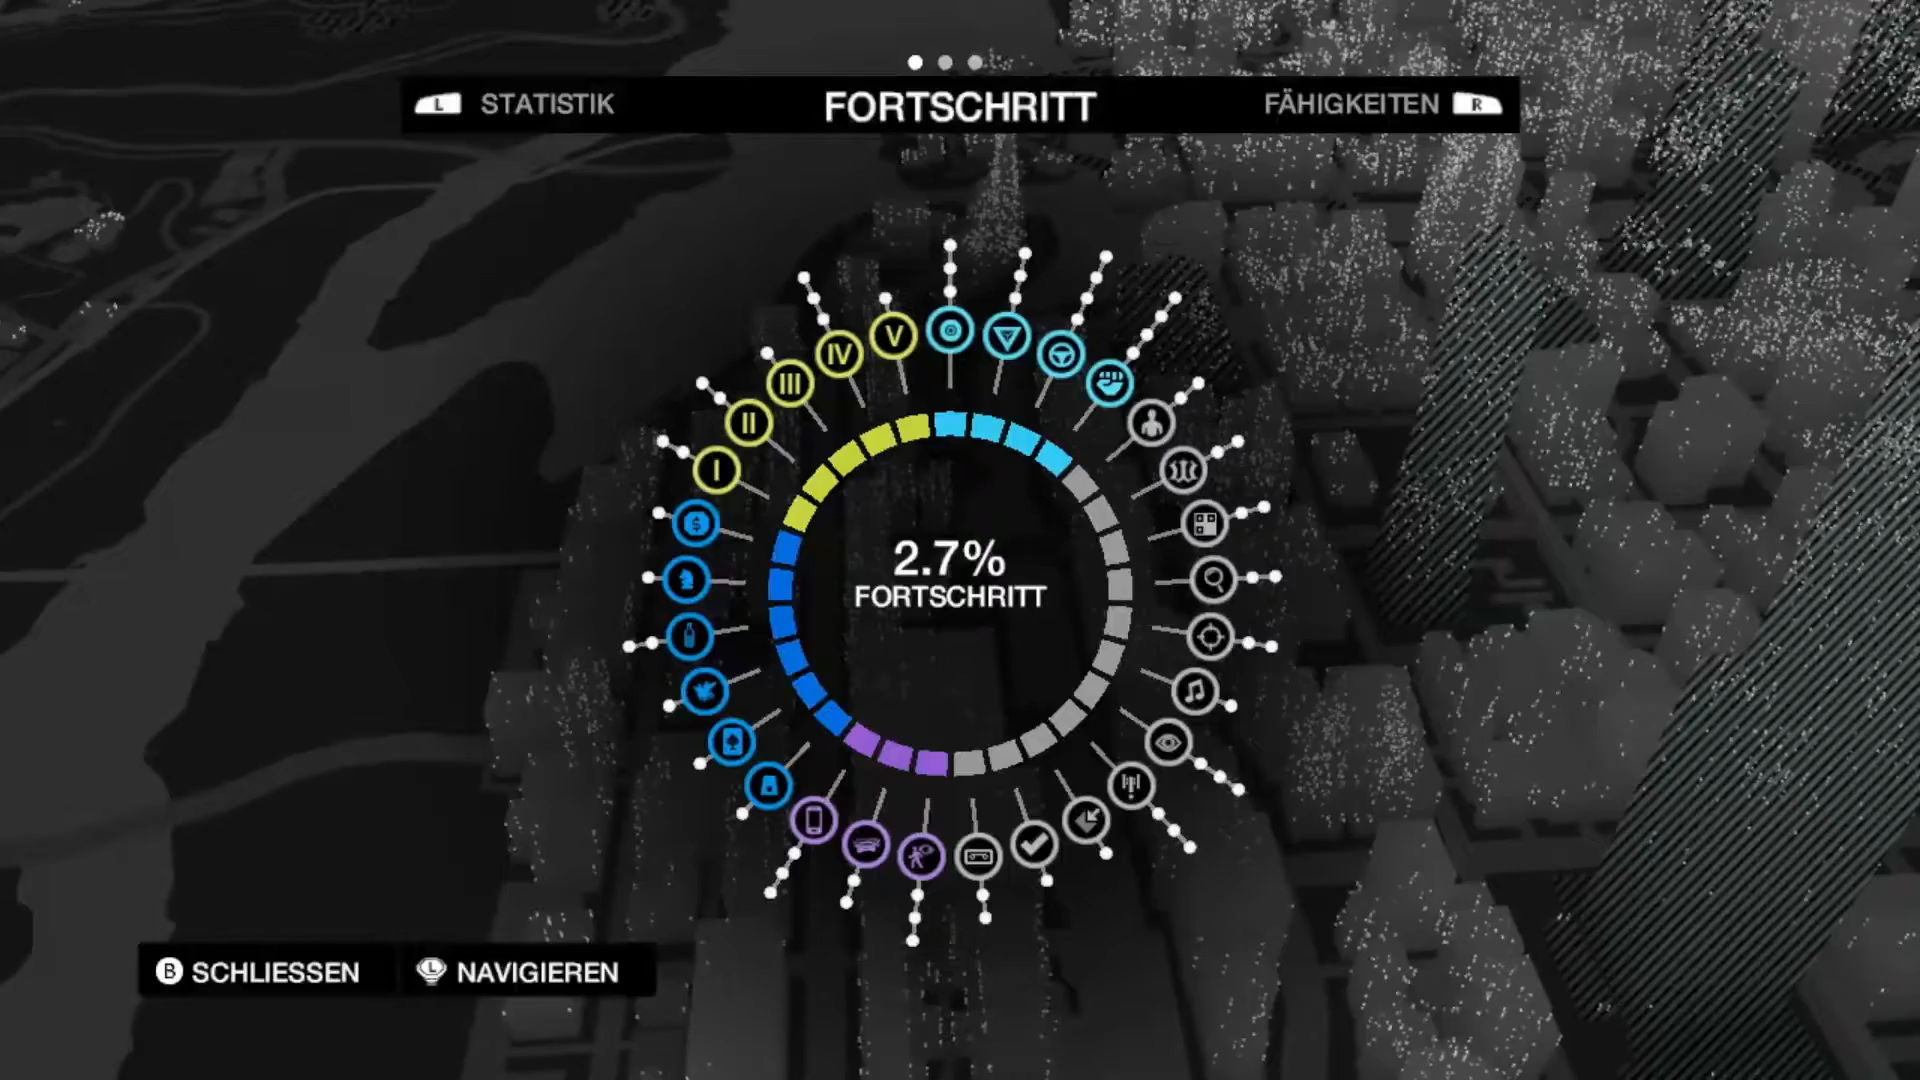 L STATISTIK
FORTSCHRITT
FÄHIGKEITEN R
IV
V
III
II
I
$
2.7%
FORTSCHRITT
B SCHLIESSEN
L NAVIGIEREN